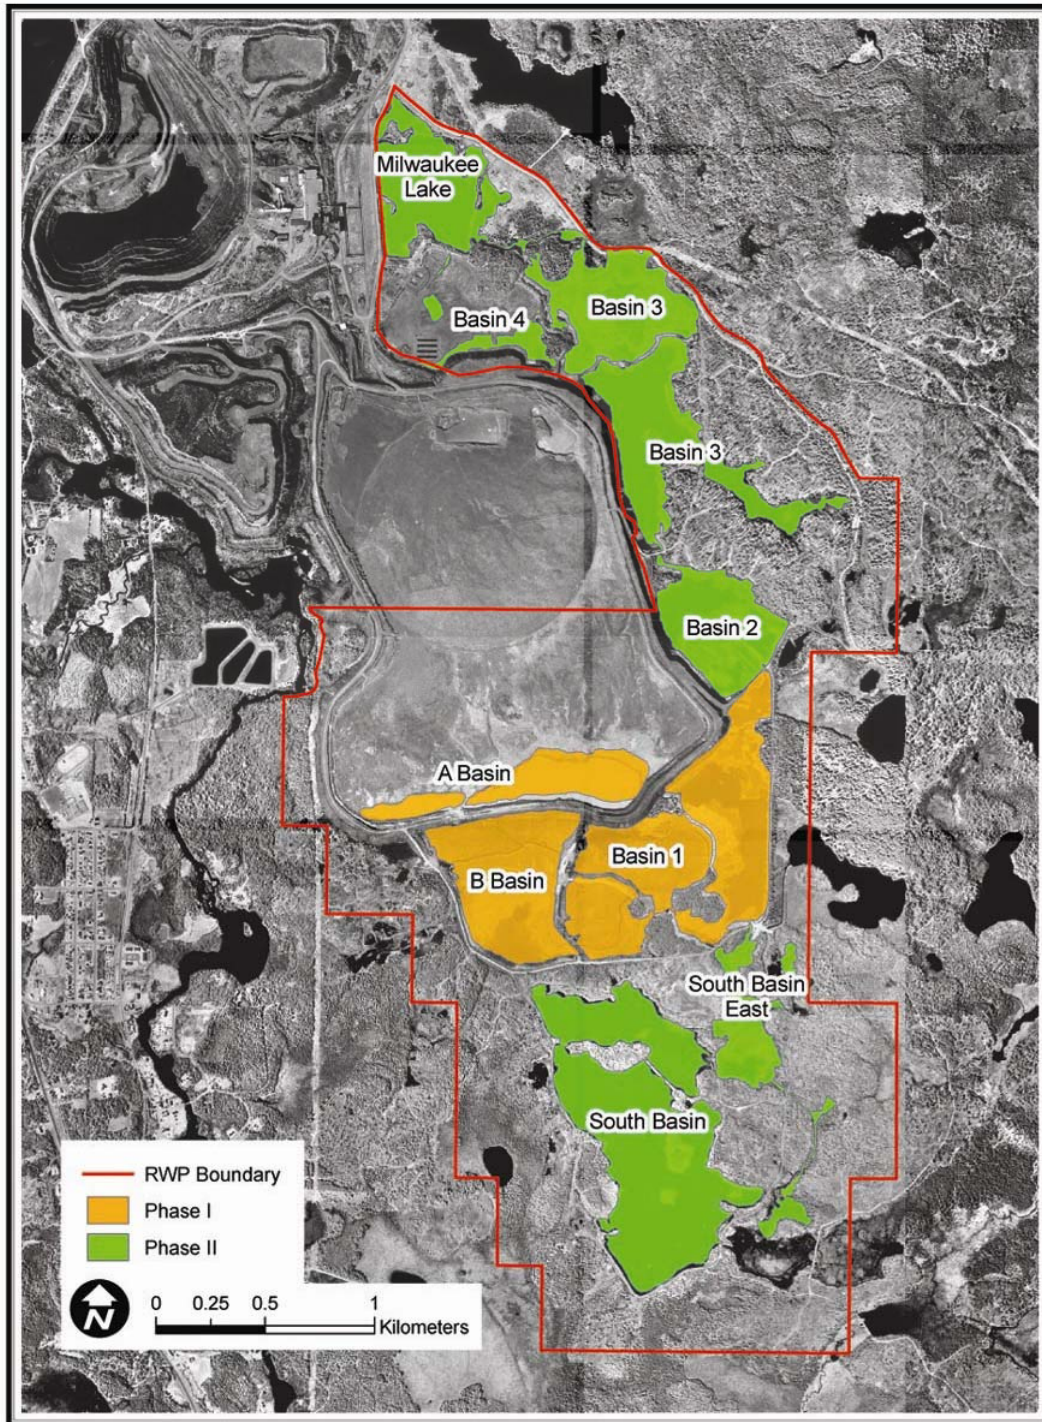 Milwaukee
Lake
Basin 3
Basin 4
Basin 3
Basin 2
A Basin
Basin 1
B Basin
South Basin
East
South Basin
RWP Boundary
Phase I
Phase II
N
0 0.25 0.5 1
Kilometers